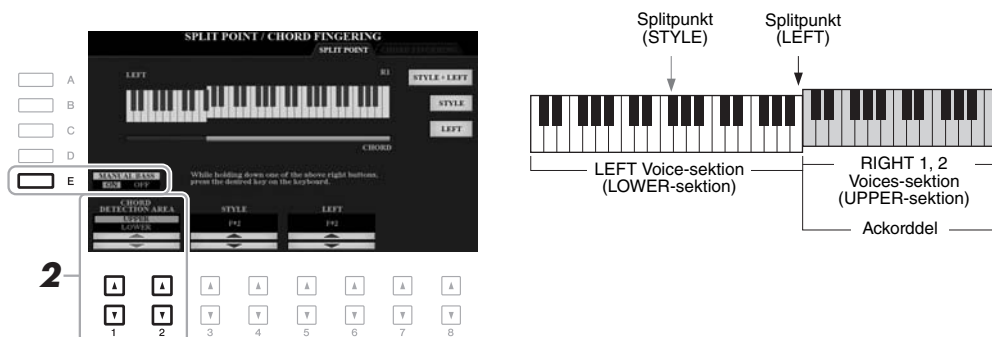 SPLIT POINT / CHORD FINGERING
SPLIT POINT
CHORD FINGERING
LEFT
R1
STYLE + LEFT
STYLE
LEFT
CHORD
A
B
C
D
E
MANUAL BASS
ON OFF
While holding down one of the above right buttons,
press the desired key on the keyboard.
CHORD
DETECTION AREA
UPPER
LOWER
STYLE
F#2
LEFT
F#2
2
1 2 3 4 5 6 7 8
Splitpunkt
(STYLE)
Splitpunkt
(LEFT)
LEFT Voice-sektion
(LOWER-sektion)
RIGHT 1, 2
Voices-sektion
(UPPER-sektion)
Ackorddel